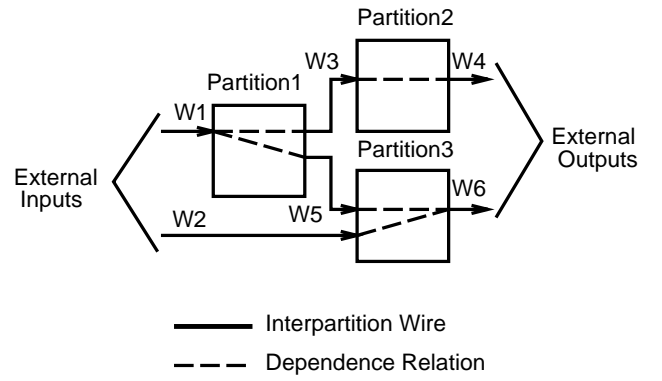 Partition2
W3
W4
Partition1
W1
Partition3
External
Outputs
External
Inputs
W6
W5
W2
Interpartition Wire
Dependence Relation